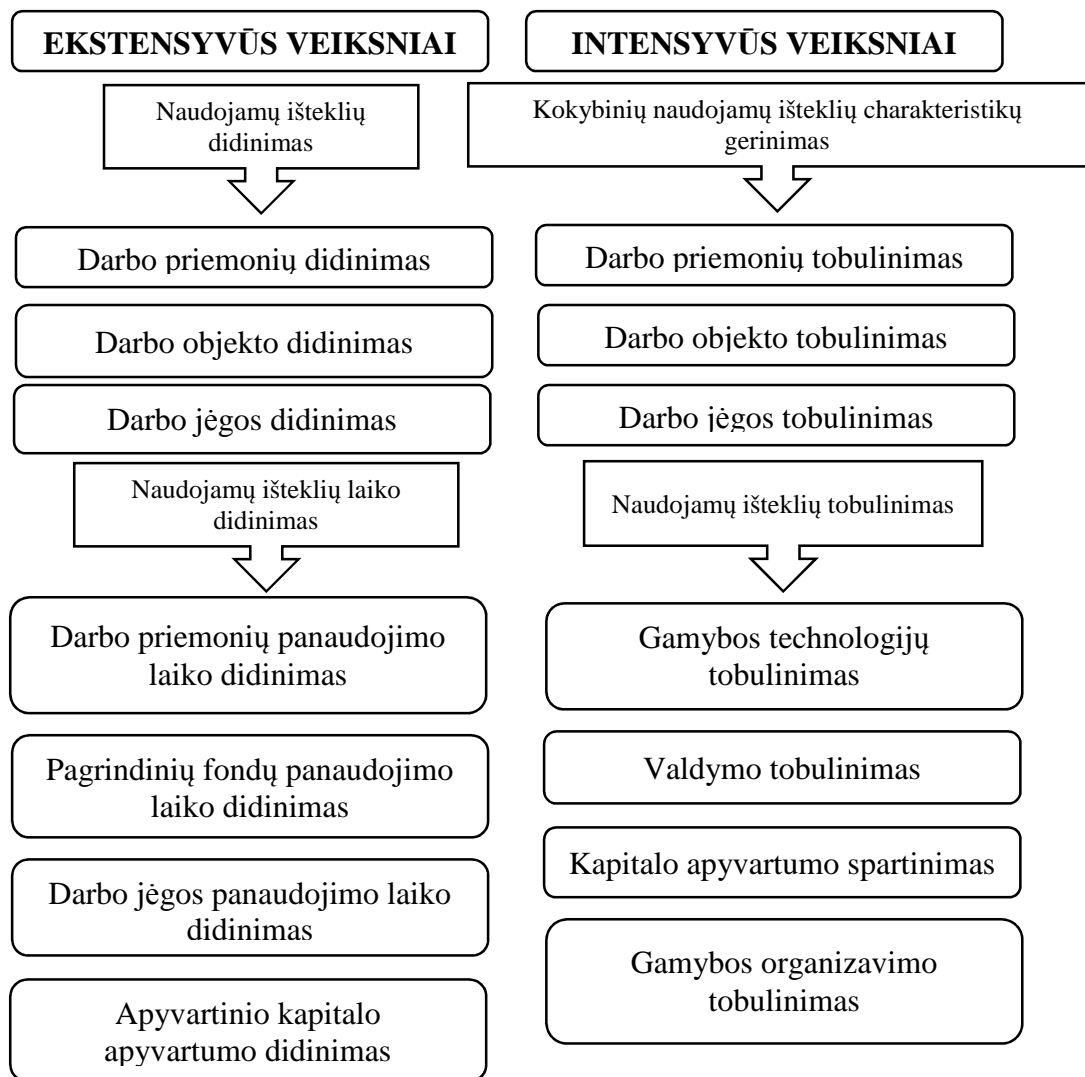 EKSTENSYVŪS VEIKSNIAI
Naudojamų išteklių
didinimas
Darbo priemonių didinimas
Darbo objekto didinimas
Darbo jėgos didinimas
Naudojamų išteklių laiko
didinimas
Darbo priemonių panaudojimo
laiko didinimas
Pagrindinių fondų panaudojimo
laiko didinimas
Darbo jėgos panaudojimo laiko
didinimas
Apyvartinio kapitalo
apyvartumo didinimas
INTENSYVŪS VEIKSNIAI
Kokybinių naudojamų išteklių charakteristikų
gerinimas
Darbo priemonių tobulinimas
Darbo objekto tobulinimas
Darbo jėgos tobulinimas
Naudojamų išteklių tobulinimas
Gamybos technologijų
tobulinimas
Valdymo tobulinimas
Kapitalo apyvartumo spartinimas
Gamybos organizavimo
tobulinimas